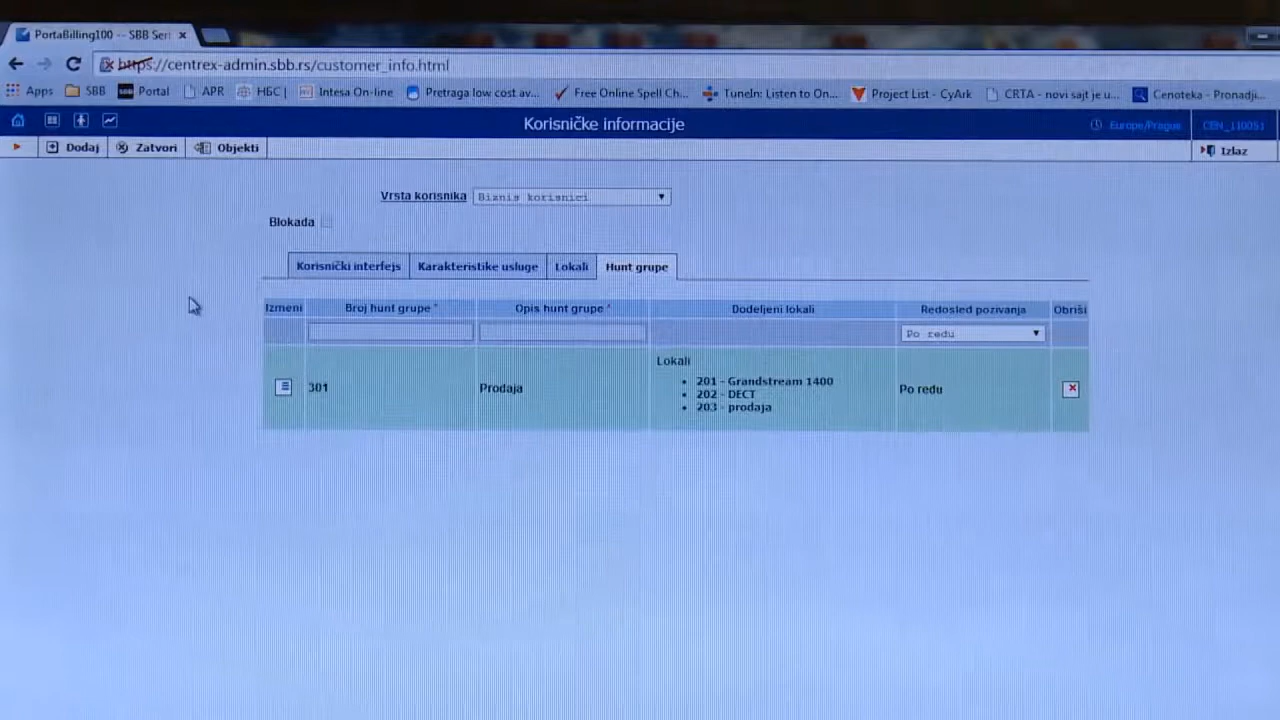 PortaBilling100 -- SBB Seri
https://centrex-admin.sbb.rs/customer_info.html
Apps SBB Portal APR НБС | Intesa On-line Pretraga low cost av... Free Online Spell Ch... TuneIn: Listen to On... Project List - CyArk CRTA - novi sajt je u... Cenoteka - Pronadji...
Korisničke informacije
Europe/Prague CEN_110051
Dodaj Zatvori Objekti Izlaz
Vrsta korisnika Biznis korisnici
Blokada
Korisnički interfejs Karakteristike usluge Lokali Hunt grupe
Izmeni Broj hunt grupe * Opis hunt grupe * Dodeljeni lokali Redosled pozivanja Obriši
Po redu
Lokali
301 Prodaja Po redu
201 - Grandstream 1400
202 - DECT
203 - prodaja